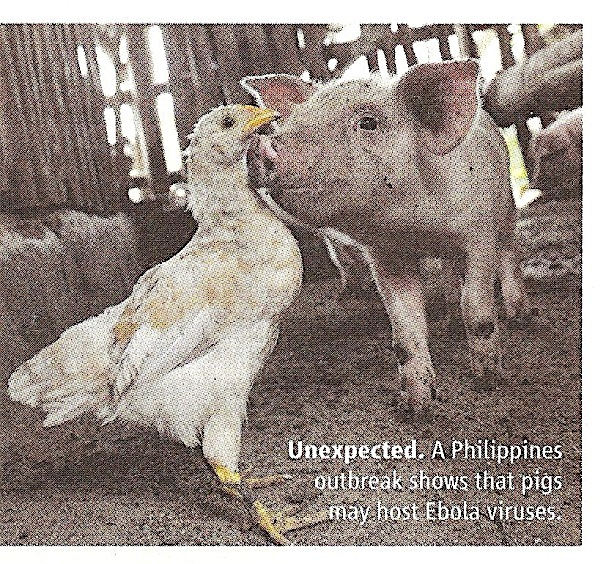 Unexpected. A Philippines
outbreak shows that pigs
may host Ebola viruses.